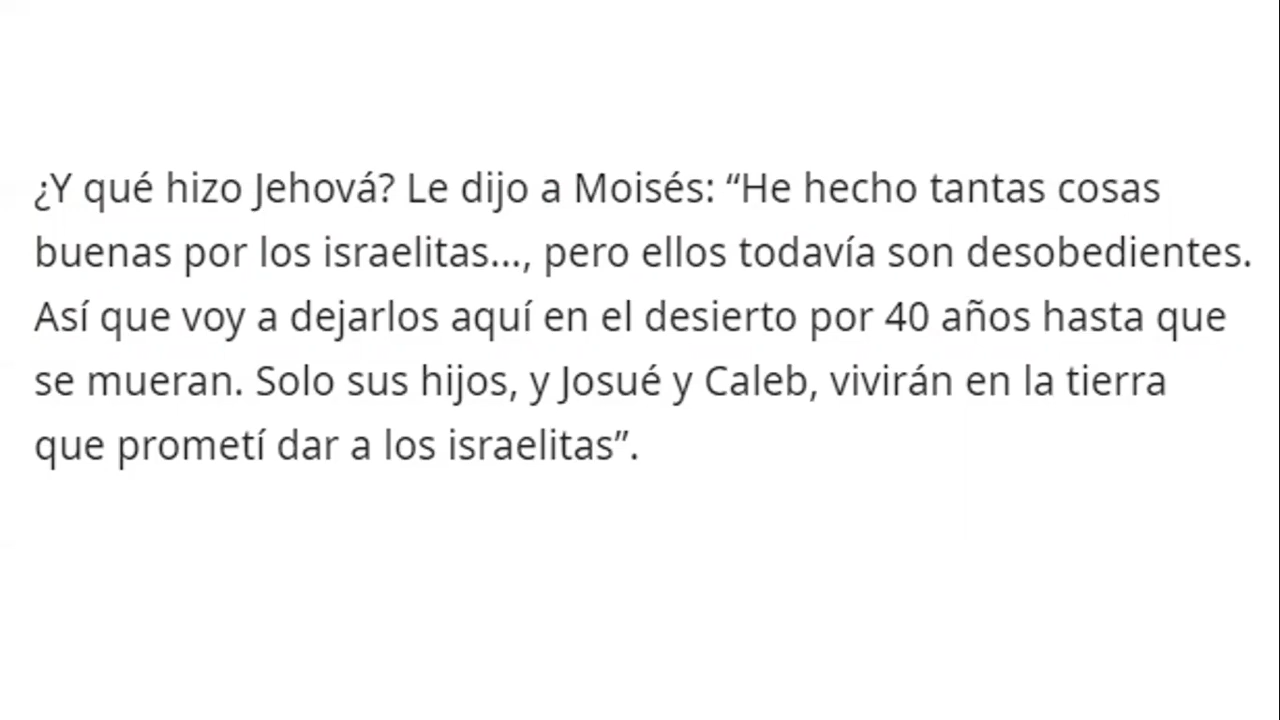 ¿Y qué hizo Jehová? Le dijo a Moisés: “He hecho tantas cosas
buenas por los israelitas..., pero ellos todavía son desobedientes.
Así que voy a dejarlos aquí en el desierto por 40 años hasta que
se mueran. Solo sus hijos, y Josué y Caleb, vivirán en la tierra
que prometí dar a los israelitas”.